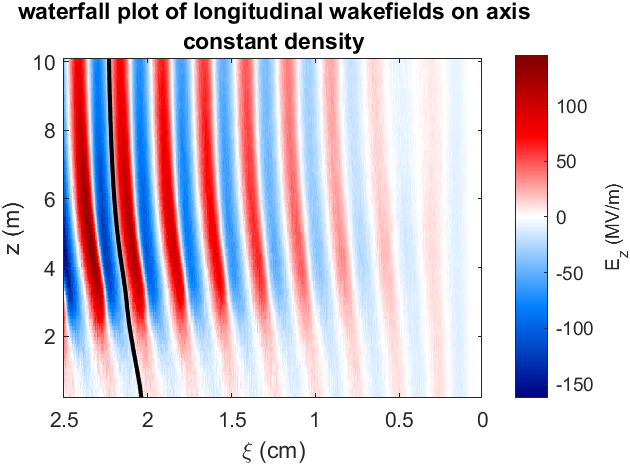 waterfall plot of longitudinal wakefields on axis
constant density
10
8
6
4
2
z (m)
2.5 2 1.5 1 0.5 0
ξ (cm)
100
50
0
-50
-100
-150
E_z (MV/m)